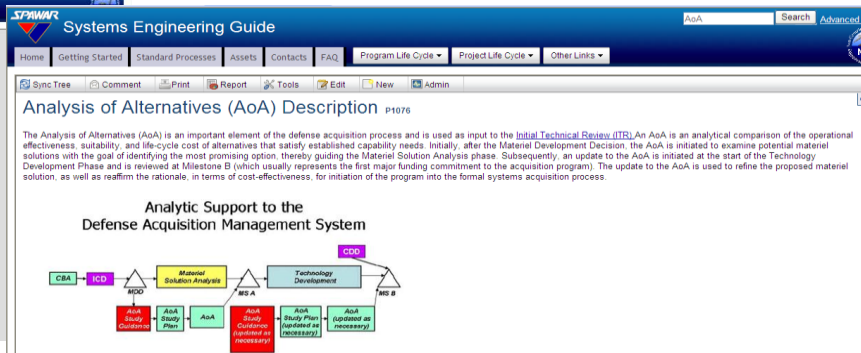 SPAWAR
Systems Engineering Guide
AoA
Search
Advanced
Home
Getting Started
Standard Processes
Assets
Contacts
FAQ
Program Life Cycle
Project Life Cycle
Other Links
Sync Tree
Comment
Print
Report
Tools
Edit
New
Admin
Analysis of Alternatives (AoA) Description P1076
The Analysis of Alternatives (AoA) is an important element of the defense acquisition process and is used as input to the Initial Technical Review (ITR).An AoA is an analytical comparison of the operational
effectiveness, suitability, and life-cycle cost of alternatives that satisfy established capability needs. Initially, after the Materiel Development Decision, the AoA is initiated to examine potential materiel
solutions with the goal of identifying the most promising option, thereby guiding the Materiel Solution Analysis phase. Subsequently, an update to the AoA is initiated at the start of the Technology
Development Phase and is reviewed at Milestone B (which usually represents the first major funding commitment to the acquisition program). The update to the AoA is used to refine the proposed materiel
solution, as well as reaffirm the rationale, in terms of cost-effectiveness, for initiation of the program into the formal systems acquisition process.
Analytic Support to the
Defense Acquisition Management System
CDD
CBA
ICD
MDD
Materiel
Solution Analysis
MS A
Technology
Development
MS B
AoA
Study
Guidance
AoA
Study
Plan
AoA
AoA
Study
Guidance
(updated as
necessary)
AoA
Study Plan
(updated as
necessary)
AoA
(updated as
necessary)